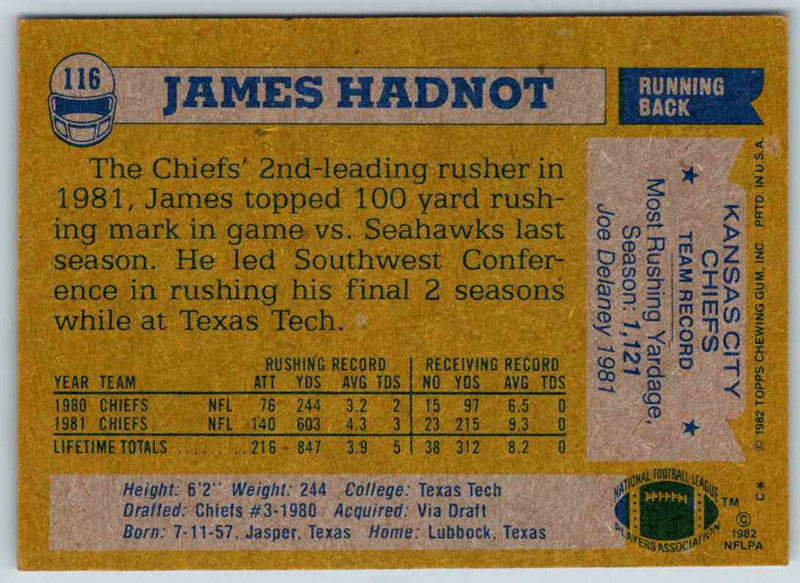 116
JAMES HADNOT
RUNNING
BACK
The Chiefs' 2nd-leading rusher in
1981, James topped 100 yard rush-
ing mark in game vs. Seahawks last
season. He led Southwest Confer-
ence in rushing his final 2 seasons
while at Texas Tech.
RUSHING RECORD RECEIVING RECORD
YEAR TEAM ATT YDS AVG TDS NO YDS AVG TDS
1980 CHIEFS NFL 76 244 3.2 2 15 97 6.5 0
1981 CHIEFS NFL 140 603 4.3 3 23 215 9.3 0
LIFETIME TOTALS 216 847 3.9 5 38 312 8.2 0
Height: 6'2" Weight: 244 College: Texas Tech
Drafted: Chiefs #3-1980 Acquired: Via Draft
Born: 7-11-57, Jasper, Texas Home: Lubbock, Texas
KANSAS CITY
CHIEFS
★ TEAM RECORD ★
Most Rushing Yardage,
Season: 1,121
Joe Delaney 1981
© 1982 TOPPS CHEWING GUM, INC. PRTD. IN U.S.A.
C*
NATIONAL FOOTBALL LEAGUE
PLAYERS ASSOCIATION
TM
©
1982
NFLPA